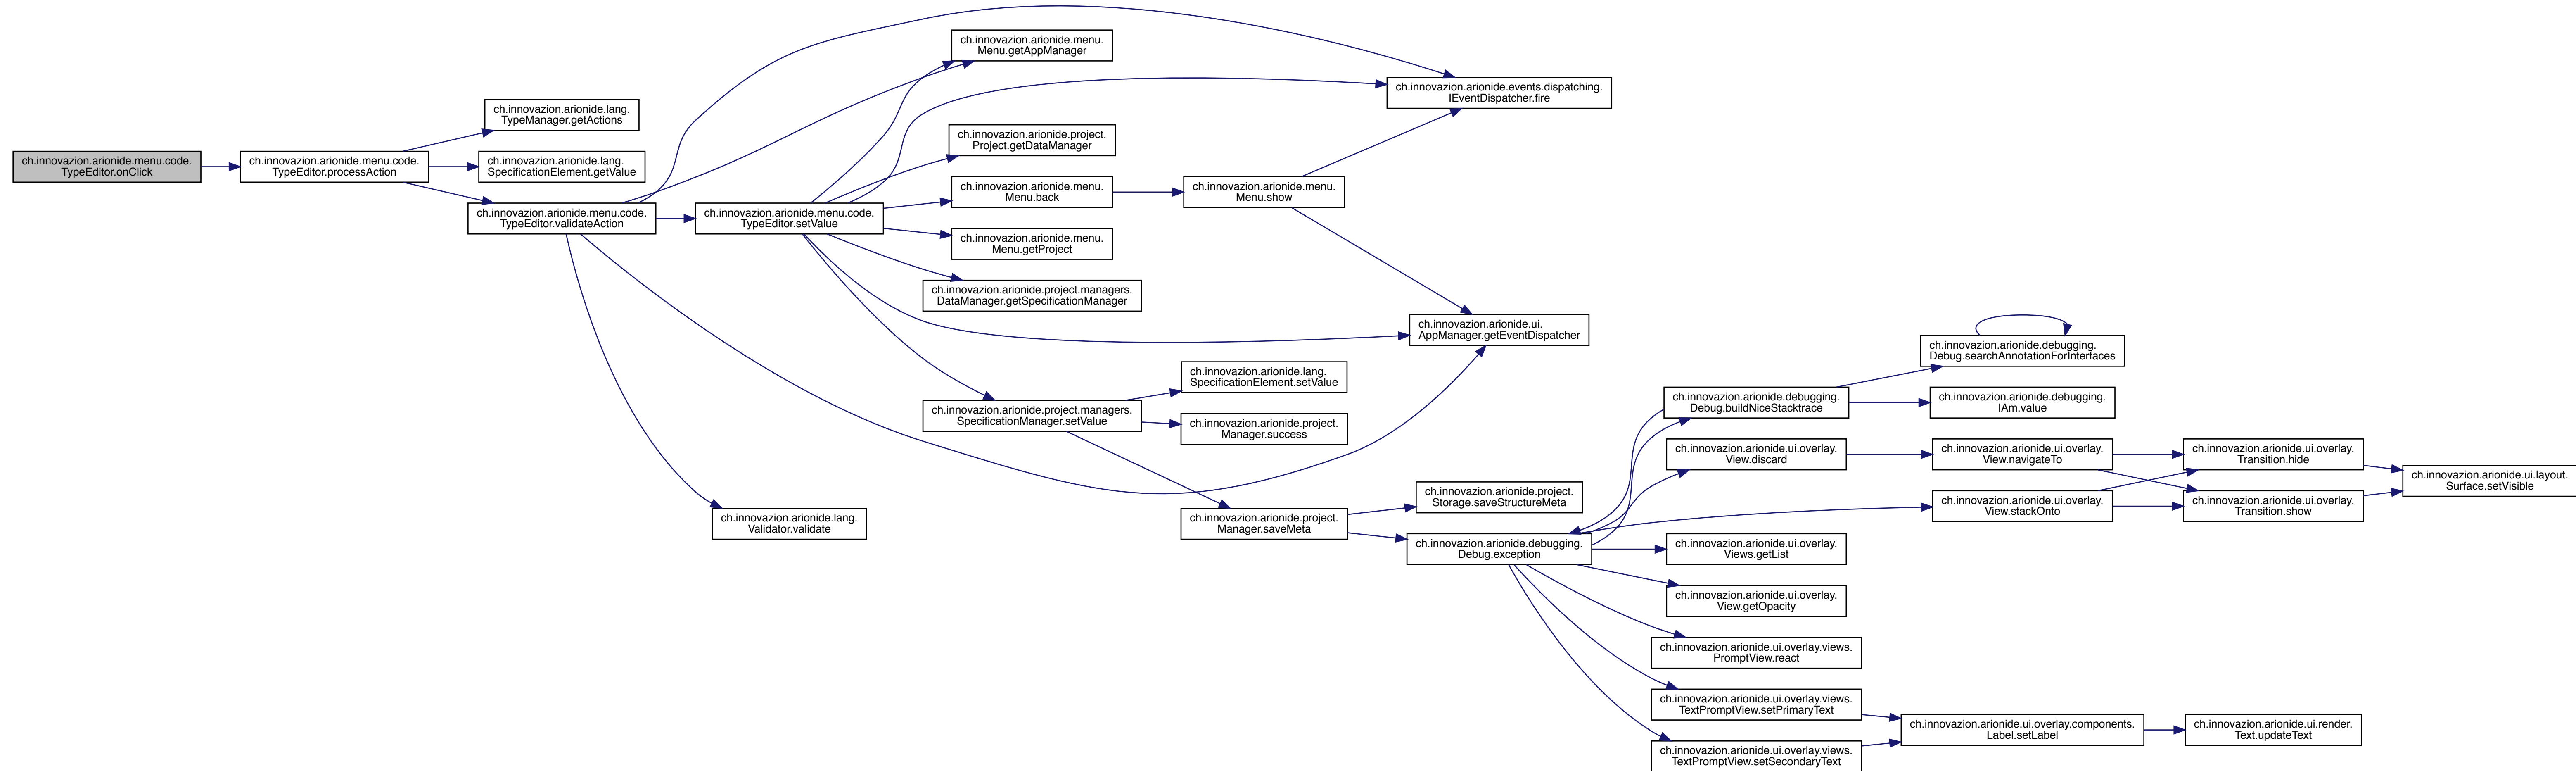 ch.innovazion.arionide.menu.code.
TypeEditor.onClick
ch.innovazion.arionide.menu.code.
TypeEditor.processAction
ch.innovazion.arionide.lang.
TypeManager.getActions
ch.innovazion.arionide.lang.
SpecificationElement.getValue
ch.innovazion.arionide.menu.code.
TypeEditor.validateAction
ch.innovazion.arionide.menu.code.
TypeEditor.setValue
ch.innovazion.arionide.lang.
Validator.validate
ch.innovazion.arionide.menu.
Menu.getAppManager
ch.innovazion.arionide.project.
Project.getDataManager
ch.innovazion.arionide.menu.
Menu.back
ch.innovazion.arionide.menu.
Menu.getProject
ch.innovazion.arionide.project.managers.
DataManager.getSpecificationManager
ch.innovazion.arionide.project.managers.
SpecificationManager.setValue
ch.innovazion.arionide.menu.
Menu.show
ch.innovazion.arionide.lang.
SpecificationElement.setValue
ch.innovazion.arionide.project.
Manager.success
ch.innovazion.arionide.project.
Manager.saveMeta
ch.innovazion.arionide.events.dispatching.
IEventDispatcher.fire
ch.innovazion.arionide.ui.
AppManager.getEventDispatcher
ch.innovazion.arionide.project.
Storage.saveStructureMeta
ch.innovazion.arionide.debugging.
Debug.exception
ch.innovazion.arionide.debugging.
Debug.buildNiceStacktrace
ch.innovazion.arionide.ui.overlay.
View.discard
ch.innovazion.arionide.ui.overlay.
Views.getList
ch.innovazion.arionide.ui.overlay.
View.getOpacity
ch.innovazion.arionide.ui.overlay.views.
PromptView.react
ch.innovazion.arionide.ui.overlay.views.
TextPromptView.setPrimaryText
ch.innovazion.arionide.ui.overlay.views.
TextPromptView.setSecondaryText
ch.innovazion.arionide.debugging.
Debug.searchAnnotationForInterfaces
ch.innovazion.arionide.debugging.
IAm.value
ch.innovazion.arionide.ui.overlay.
View.navigateTo
ch.innovazion.arionide.ui.overlay.
View.stackOnto
ch.innovazion.arionide.ui.overlay.components.
Label.setLabel
ch.innovazion.arionide.ui.overlay.
Transition.hide
ch.innovazion.arionide.ui.overlay.
Transition.show
ch.innovazion.arionide.ui.render.
Text.updateText
ch.innovazion.arionide.ui.layout.
Surface.setVisible